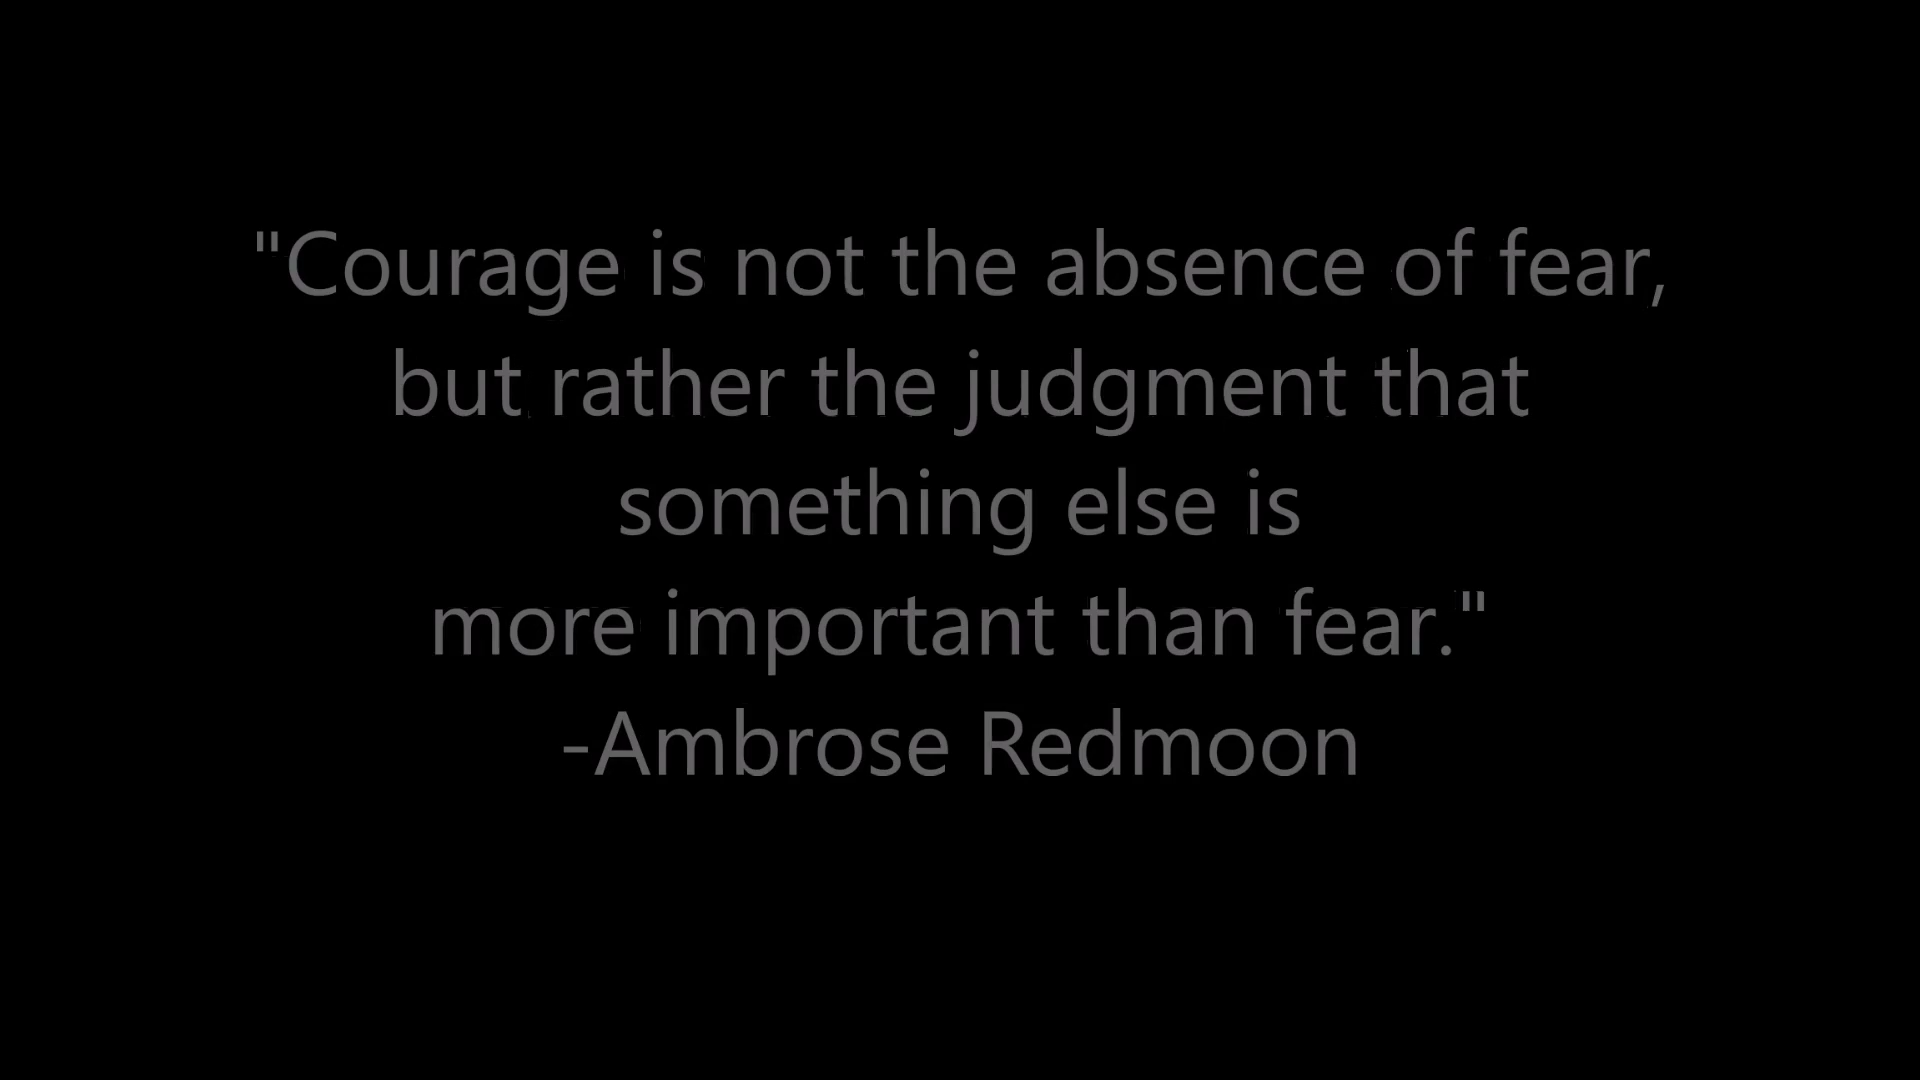 "Courage is not the absence of fear,
but rather the judgment that
something else is
more important than fear."
-Ambrose Redmoon